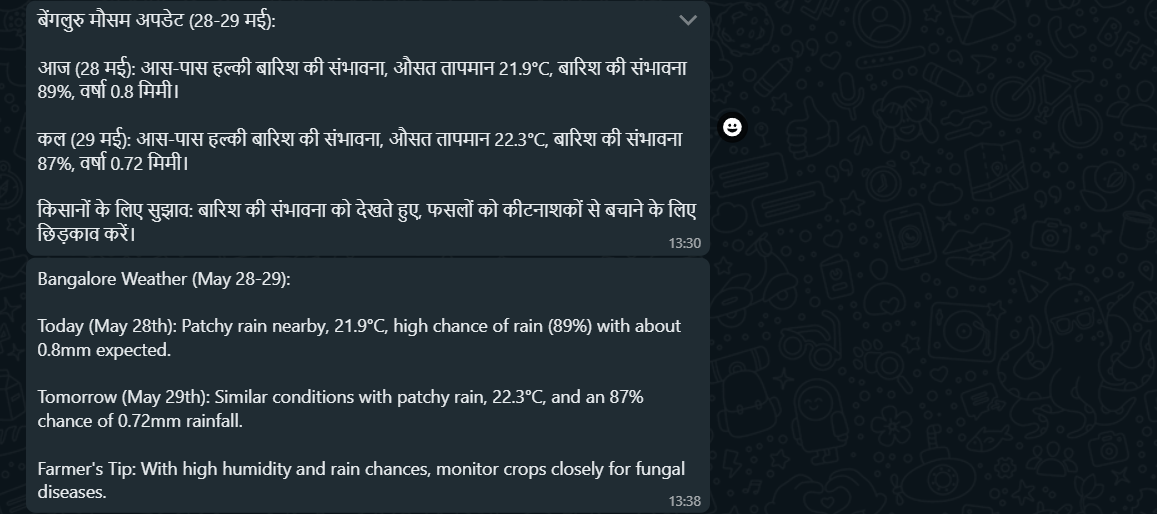 बेंगलुरु मौसम अपडेट (28-29 मई):
आज (28 मई): आस-पास हल्की बारिश की संभावना, औसत तापमान 21.9°C, बारिश की संभावना
89%, वर्षा 0.8 मिमी।
कल (29 मई): आस-पास हल्की बारिश की संभावना, औसत तापमान 22.3°C, बारिश की संभावना
87%, वर्षा 0.72 मिमी।
किसानों के लिए सुझाव: बारिश की संभावना को देखते हुए, फसलों को कीटनाशकों से बचाने के लिए
छिड़काव करें।
13:30
Bangalore Weather (May 28-29):
Today (May 28th): Patchy rain nearby, 21.9°C, high chance of rain (89%) with about
0.8mm expected.
Tomorrow (May 29th): Similar conditions with patchy rain, 22.3°C, and an 87%
chance of 0.72mm rainfall.
Farmer's Tip: With high humidity and rain chances, monitor crops closely for fungal
diseases.
13:38